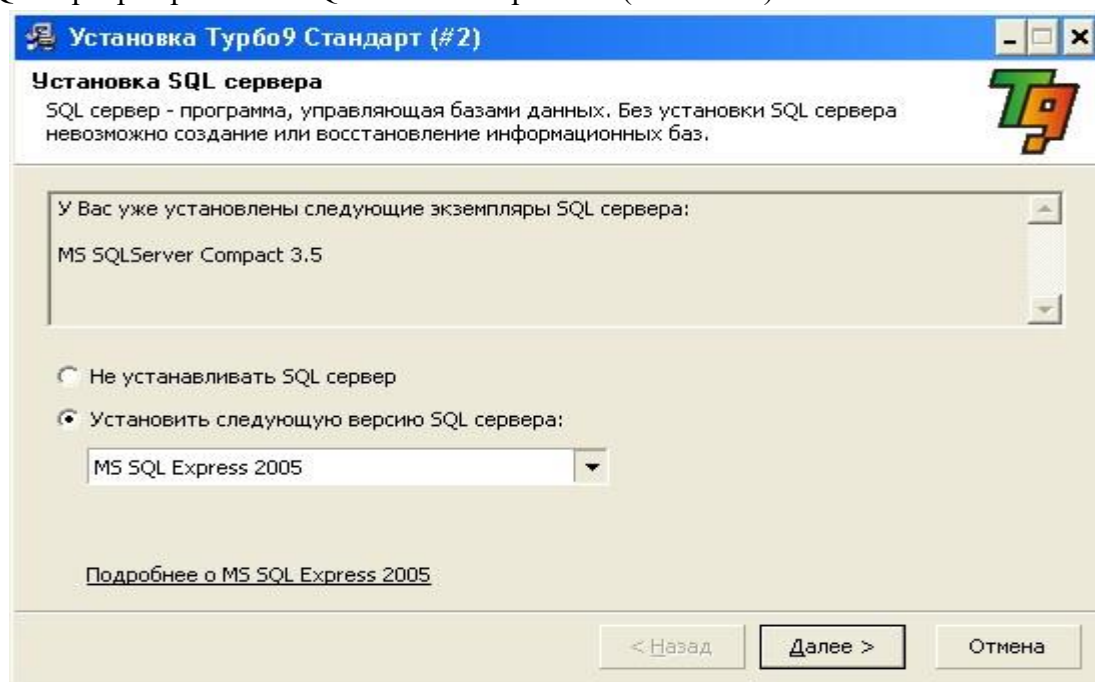 Установка Турбо9 Стандарт (#2)
Установка SQL сервера
SQL сервер - программа, управляющая базами данных. Без установки SQL сервера
невозможно создание или восстановление информационных баз.
T9
У Вас уже установлены следующие экземпляры SQL сервера:
MS SQLServer Compact 3.5
Не устанавливать SQL сервер
Установить следующую версию SQL сервера:
MS SQL Express 2005
Подробнее о MS SQL Express 2005
< Назад
Далее >
Отмена